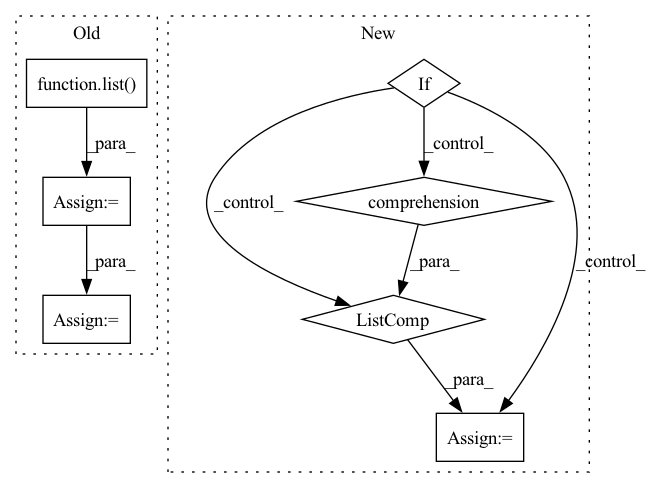 Old
New
function.list()
If
_para_
_control_
Assign:=
comprehension
_control_
_control_
_para_
_para_
Assign:=
ListComp
_para_
Assign:=